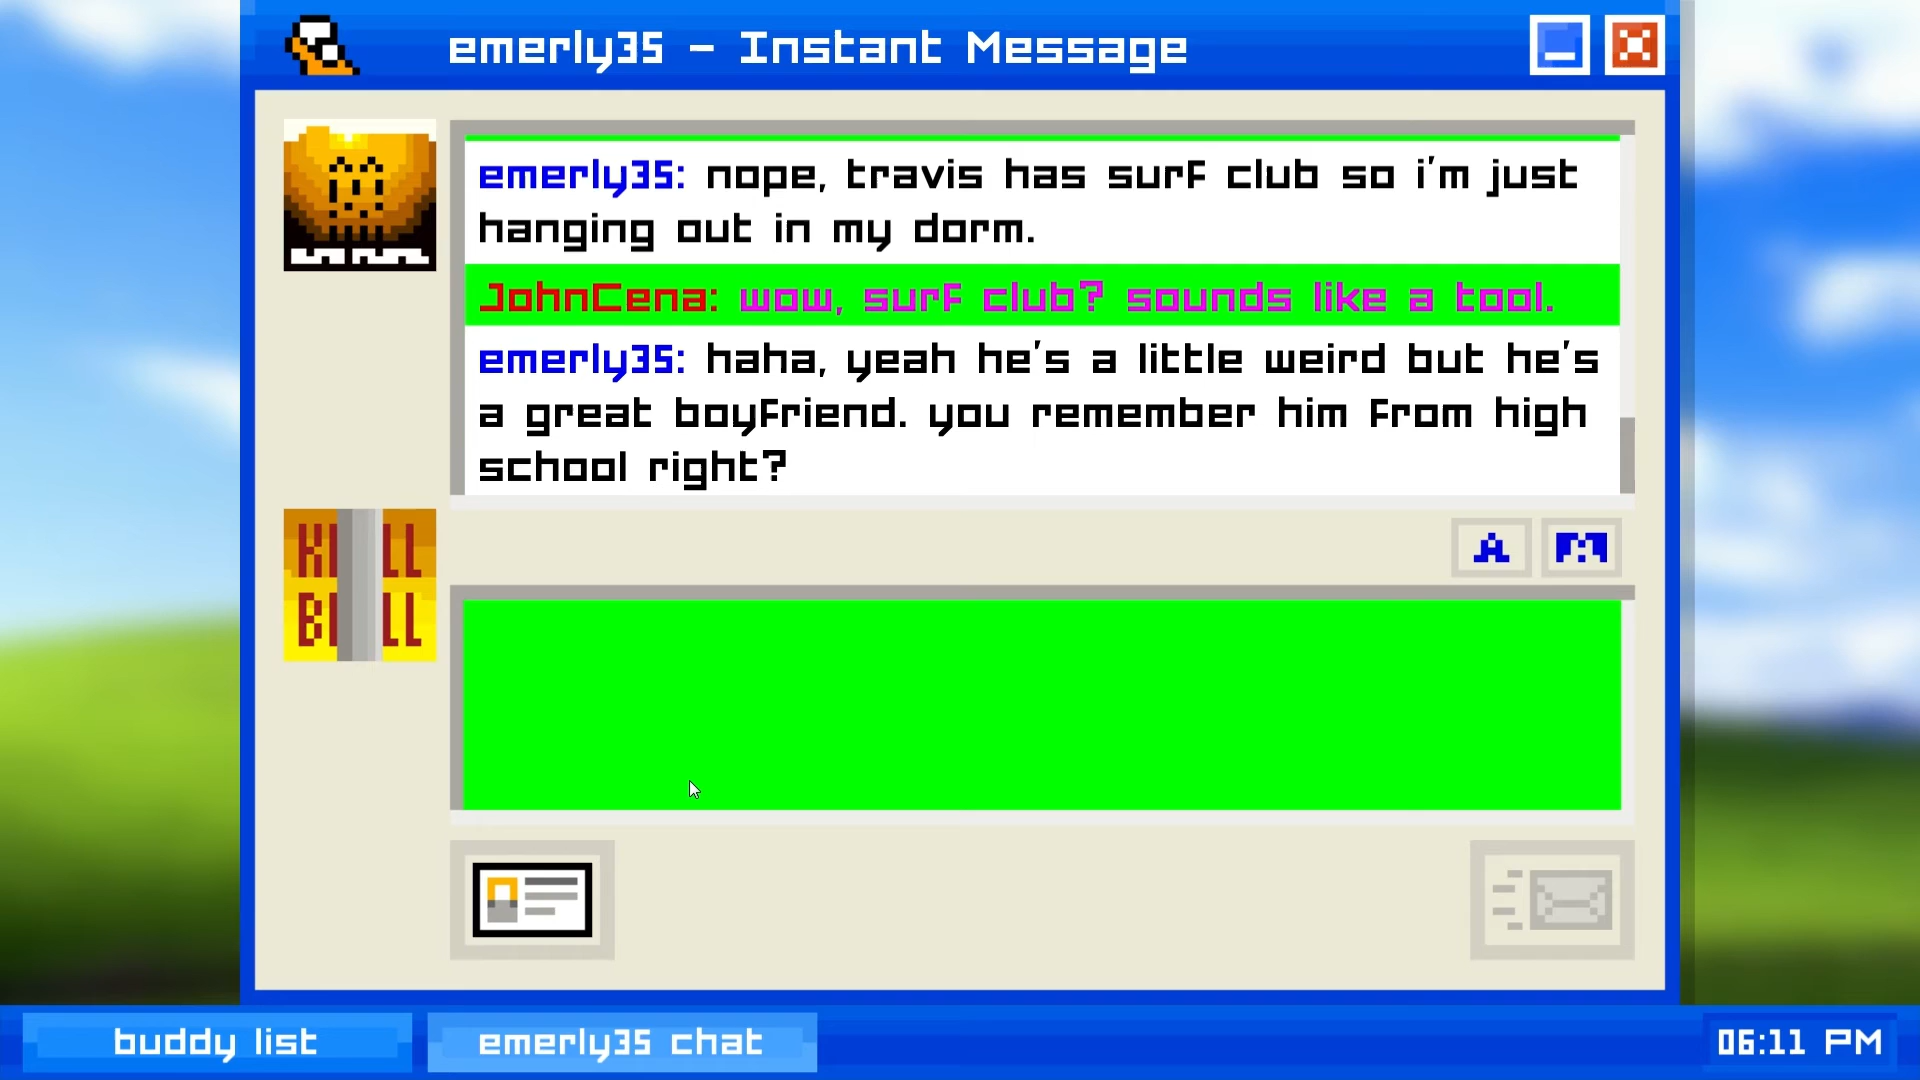 emerly35 - Instant Message
emerly35: nope, travis has surf club so i'm just
hanging out in my dorm.
JohnCena: wow, surf club? sounds like a tool.
emerly35: haha, yeah he's a little weird but he's
a great boyfriend. you remember him from high
school right?
KILL
BILL
A
buddy list
emerly35 chat
06:11 PM